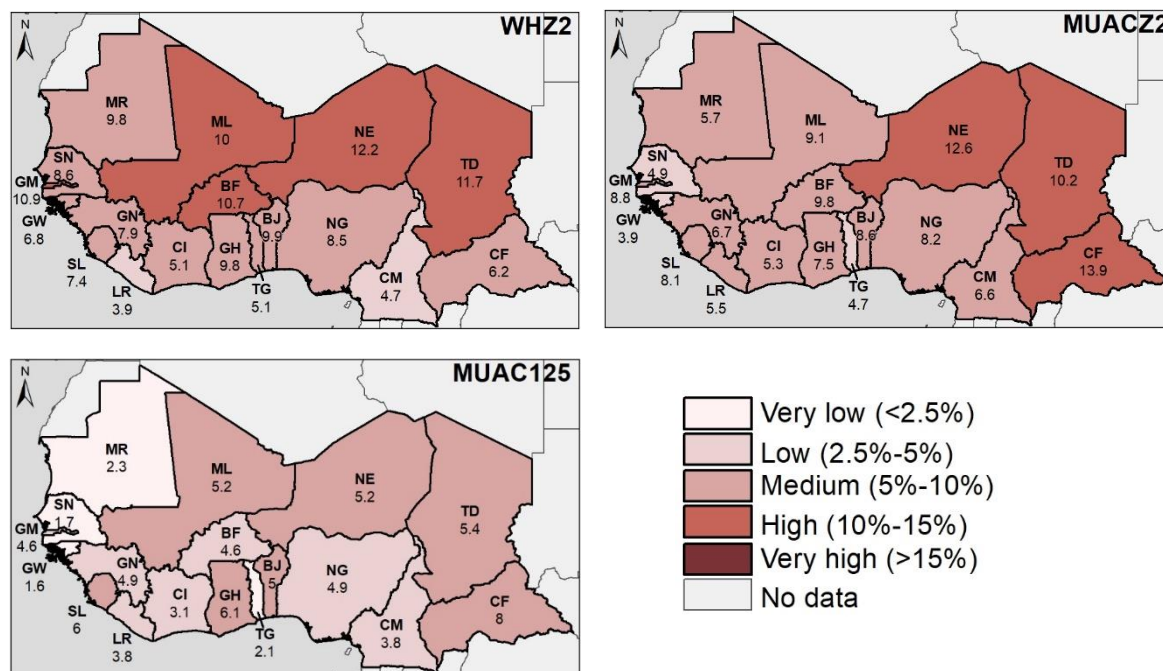 N
WHZ2
MR
9.8
ML
10
NE
12.2
TD
11.7
SN
8.6
GM
10.9
GW
6.8
GN
7.9
BF
10.7
BJ
9.9
NG
8.5
CI
5.1
GH
9.8
SL
7.4
LR
3.9
TG
5.1
CM
4.7
CF
6.2
N
MUACZ2
MR
5.7
ML
9.1
NE
12.6
TD
10.2
SN
4.9
GM
8.8
GW
3.9
GN
6.7
BF
9.8
BJ
8.6
NG
8.2
CI
5.3
GH
7.5
SL
8.1
LR
5.5
TG
4.7
CM
6.6
CF
13.9
N
MUAC125
MR
2.3
ML
5.2
NE
5.2
TD
5.4
SN
1.7
GM
4.6
GW
1.6
GN
4.9
BF
4.6
BJ
5
NG
4.9
CI
3.1
GH
6.1
SL
6
LR
3.8
TG
2.1
CM
3.8
CF
8
Very low (<2.5%)
Low (2.5%-5%)
Medium (5%-10%)
High (10%-15%)
Very high (>15%)
No data